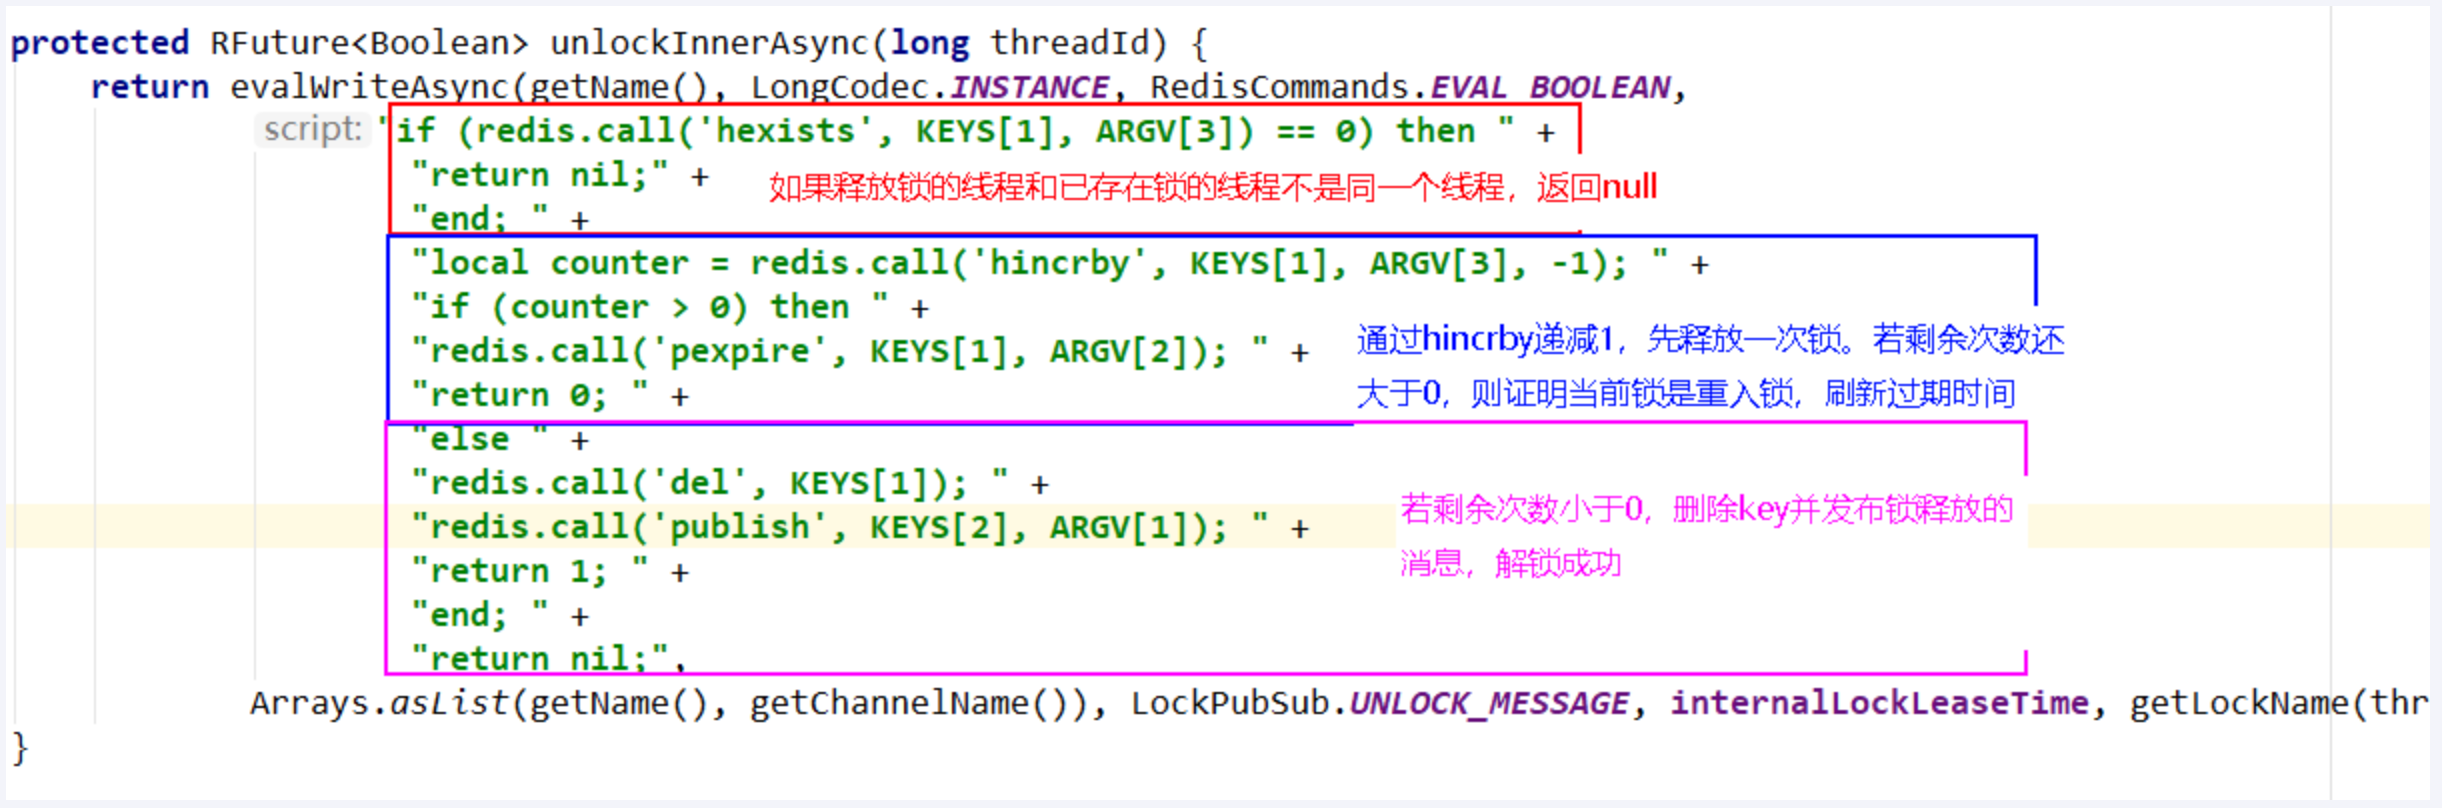 protected RFuture<Boolean> unlockInnerAsync(long threadId) {
return evalWriteAsync(getName(), LongCodec.INSTANCE, RedisCommands.EVAL_BOOLEAN,
script: "if (redis.call('hexists', KEYS[1], ARGV[3]) == 0) then " +
"return nil;" +
如果释放锁的线程和已存在锁的线程不是同一个线程，返回null
"end; " +
"local counter = redis.call('hincrby', KEYS[1], ARGV[3], -1); " +
"if (counter > 0) then " +
"redis.call('pexpire', KEYS[1], ARGV[2]); " +
通过hincrby递减1，先释放一次锁。若剩余次数还
"return 0; " +
大于0，则证明当前锁是重入锁，刷新过期时间
"else " +
"redis.call('del', KEYS[1]); " +
若剩余次数小于0，删除key并发布锁释放的
"redis.call('publish', KEYS[2], ARGV[1]); " +
消息，解锁成功
"return 1; " +
"end; " +
"return nil;",
Arrays.asList(getName(), getChannelName()), LockPubSub.UNLOCK_MESSAGE, internalLockLeaseTime, getLockName(thr
}